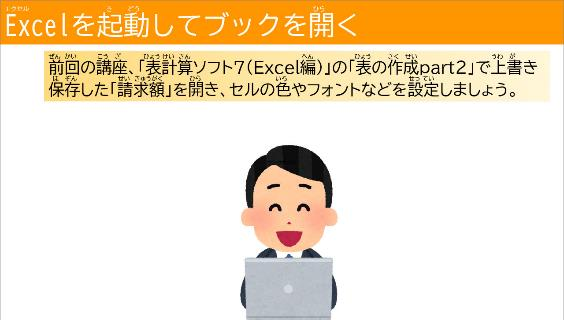 Excelを起動してブックを開く
前回の講座、「表計算ソフト7(Excel編)」の「表の作成part2」で上書き
保存した「請求額」を開き、セルの色やフォントなどを設定しましょう。